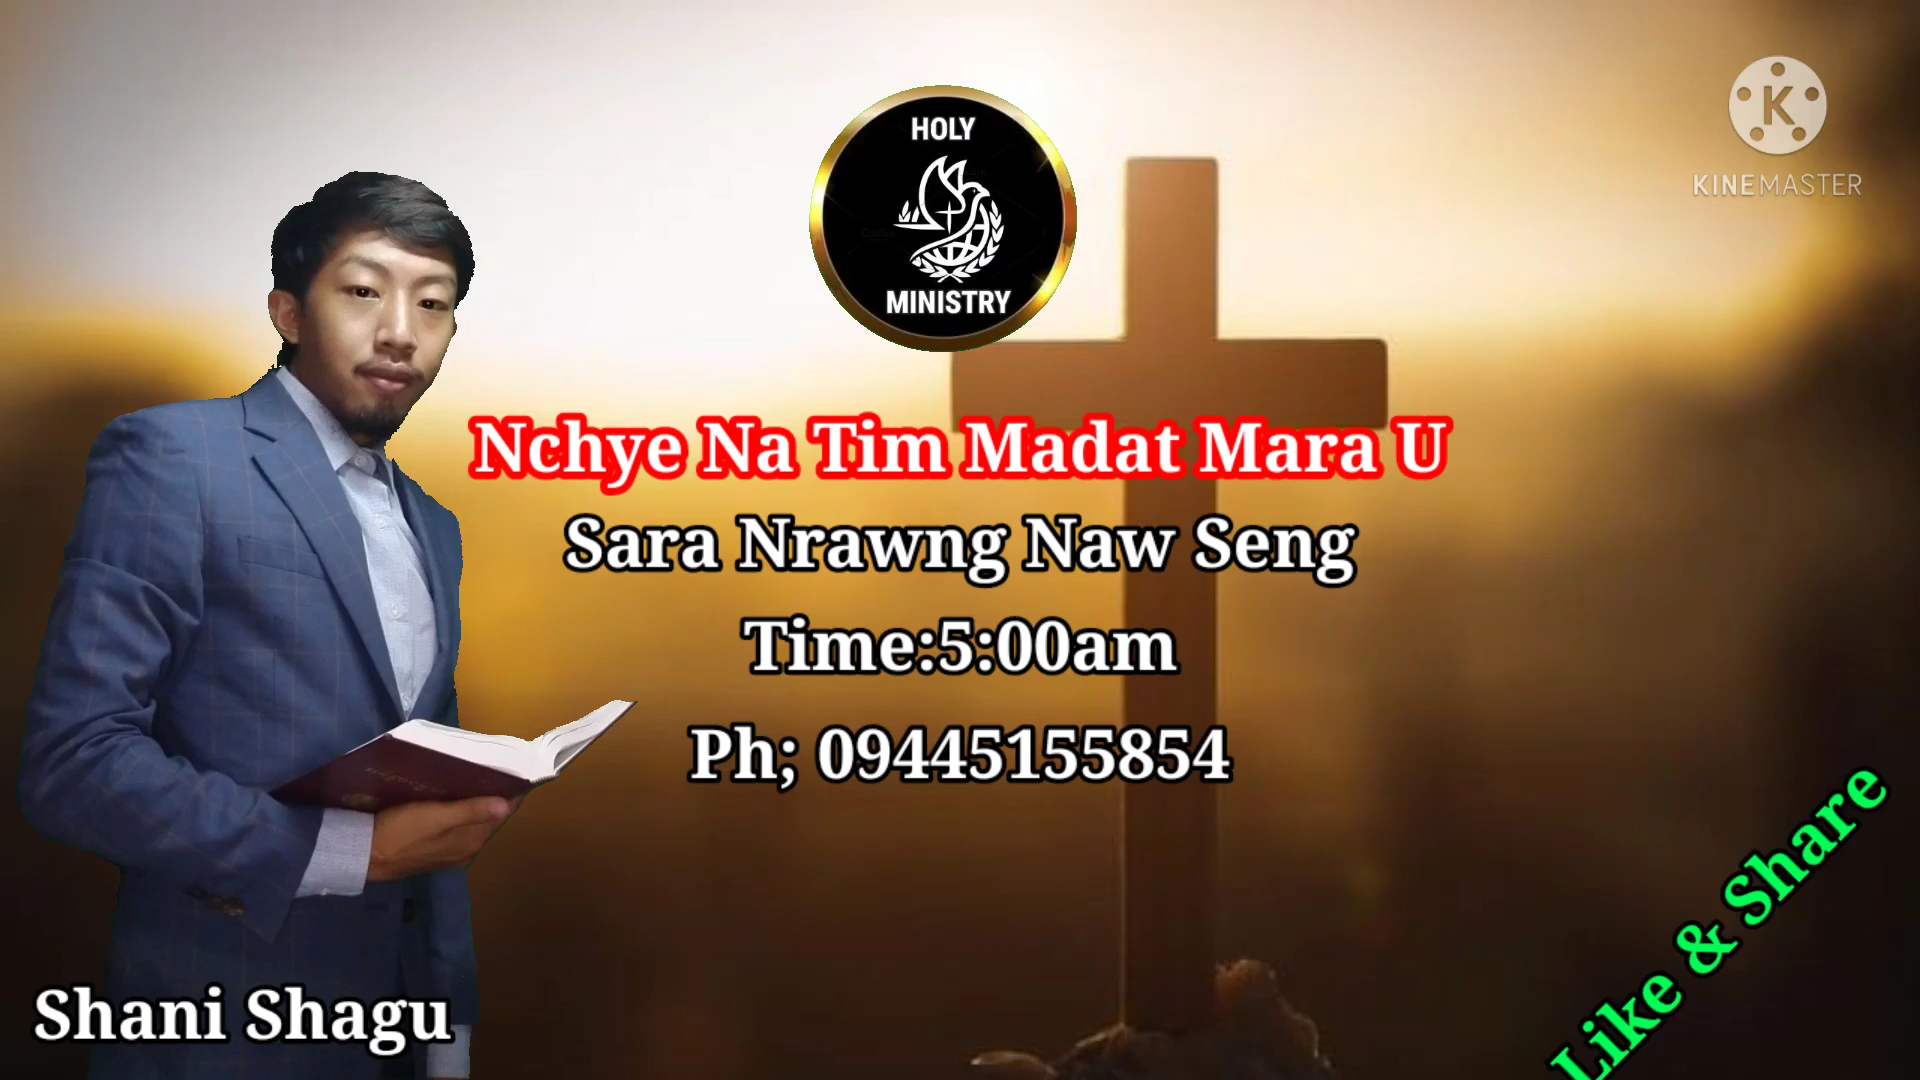 HOLY
MINISTRY
K
KINEMASTER
Nchye Na Tim Madat Mara U
Sara Nrawng Naw Seng
Time:5:00am
Ph; 09445155854
Shani Shagu
Like & Share